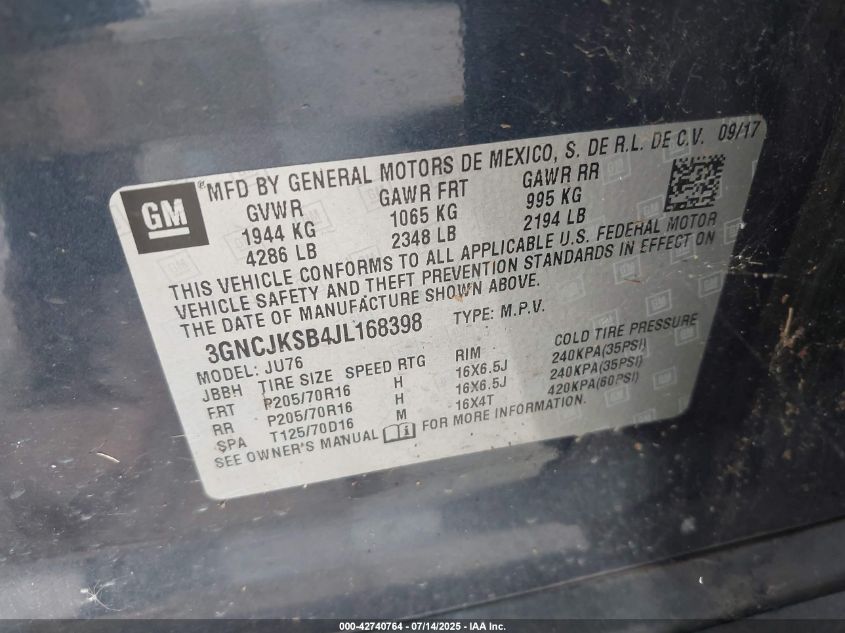 GM
®MFD BY GENERAL MOTORS DE MEXICO, S. DE R.L. DE C.V. 09/17
GVWR GAWR FRT GAWR RR
1944 KG 1065 KG 995 KG
4286 LB 2348 LB 2194 LB
THIS VEHICLE CONFORMS TO ALL APPLICABLE U.S. FEDERAL MOTOR
VEHICLE SAFETY AND THEFT PREVENTION STANDARDS IN EFFECT ON
THE DATE OF MANUFACTURE SHOWN ABOVE.
3GNCJKSB4JL168398 TYPE: M.P.V.
MODEL: JU76
JBBH TIRE SIZE SPEED RTG RIM COLD TIRE PRESSURE
FRT P205/70R16 H 16X6.5J 240KPA(35PSI)
RR P205/70R16 H 16X6.5J 240KPA(35PSI)
SPA T125/70D16 M 16X4T 420KPA(60PSI)
SEE OWNER'S MANUAL FOR MORE INFORMATION.
000-42740764 - 07/14/2025 - IAA Inc.